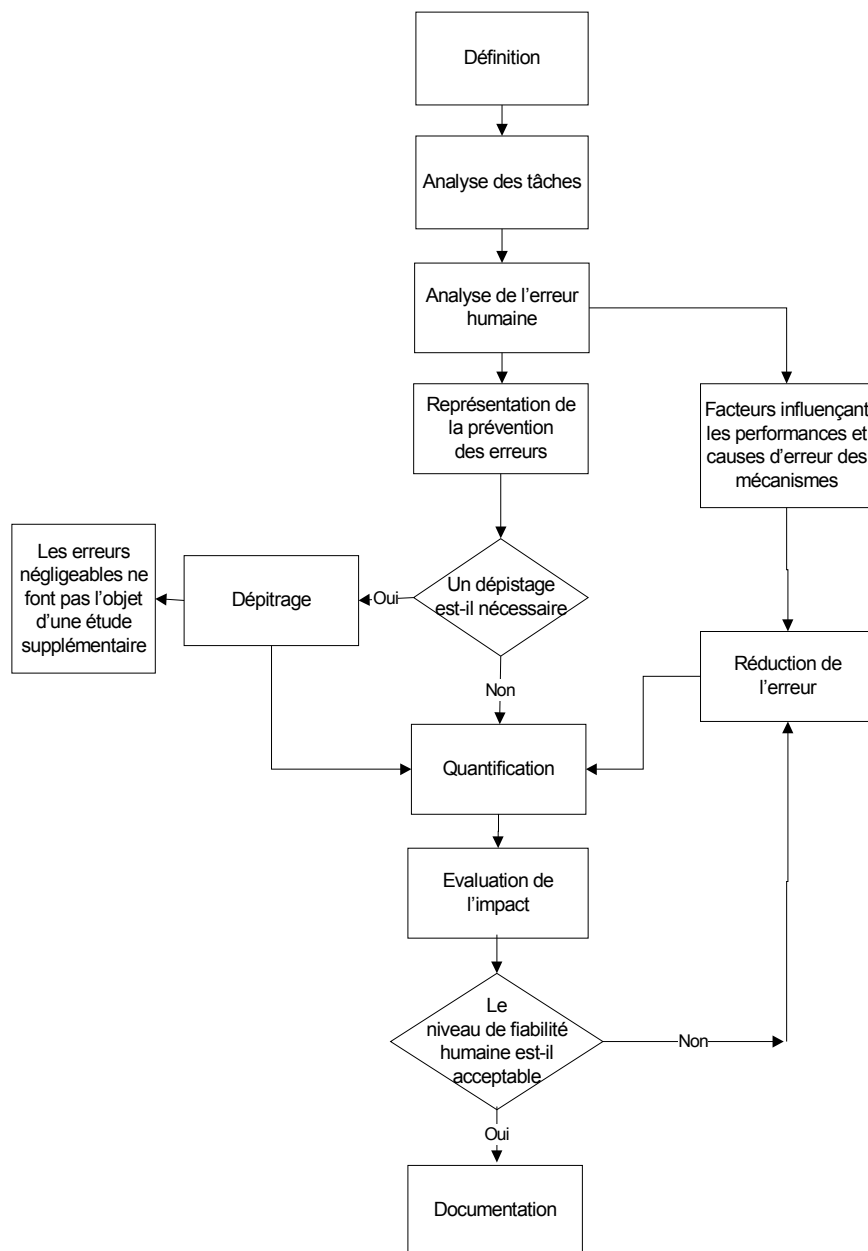 Définition
Analyse des tâches
Analyse de l’erreur
humaine
Représentation de
la prévention
des erreurs
Facteurs influençant
les performances et
causes d’erreur des
mécanismes
Les erreurs
négligeables ne
font pas l’objet
d’une étude
supplémentaire
Dépitrage
Oui
Un dépistage
est-il nécessaire
Non
Réduction de
l’erreur
Quantification
Evaluation de
l’impact
Le
niveau de fiabilité
humaine est-il
acceptable
Non
Oui
Documentation